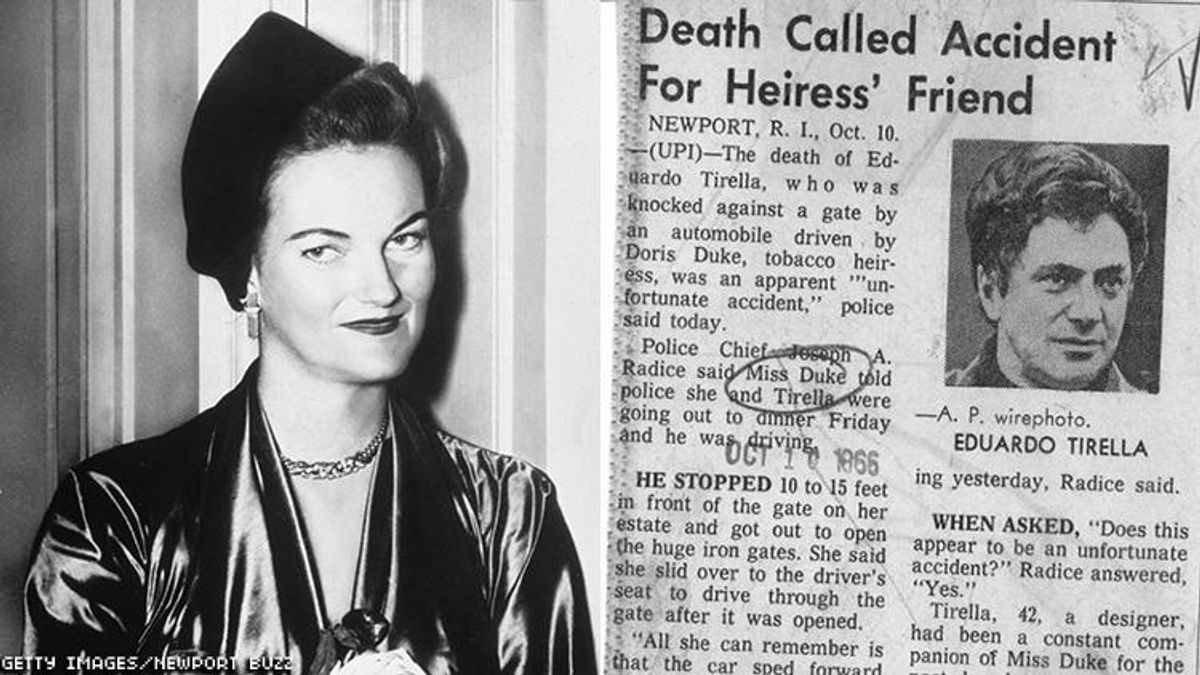 Death Called Accident
For Heiress' Friend
NEWPORT, R. I., Oct. 10.
—(UPI)—The death of Ed-
uardo Tirella, who was
knocked against a gate by
an automobile driven by
Doris Duke, tobacco heir-
ess, was an apparent "'un-
fortunate accident," police
said today.
Police Chief Joseph A.
Radice said Miss Duke told
police she and Tirella were
going out to dinner Friday
and he was driving.
OCT 1 1966
HE STOPPED 10 to 15 feet
in front of the gate on her
estate and got out to open
the huge iron gates. She said
she slid over to the driver's
seat to drive through the
gate after it was opened.
"All she can remember is
that the car sped forward
—A. P. wirephoto.
EDUARDO TIRELLA
ing yesterday, Radice said.
WHEN ASKED, "Does this
appear to be an unfortunate
accident?" Radice answered,
"Yes."
Tirella, 42, a designer,
had been a constant com-
panion of Miss Duke for the
GETTY IMAGES/NEWPORT BUZZ